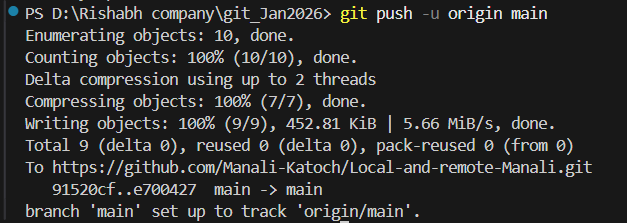 PS D:\Rishabh company\git_Jan2026> git push -u origin main
Enumerating objects: 10, done.
Counting objects: 100% (10/10), done.
Delta compression using up to 2 threads
Compressing objects: 100% (7/7), done.
Writing objects: 100% (9/9), 452.81 KiB | 5.66 MiB/s, done.
Total 9 (delta 0), reused 0 (delta 0), pack-reused 0 (from 0)
To https://github.com/Manali-Katoch/Local-and-remote-Manali.git
   91520cf..e700427  main -> main
branch 'main' set up to track 'origin/main'.